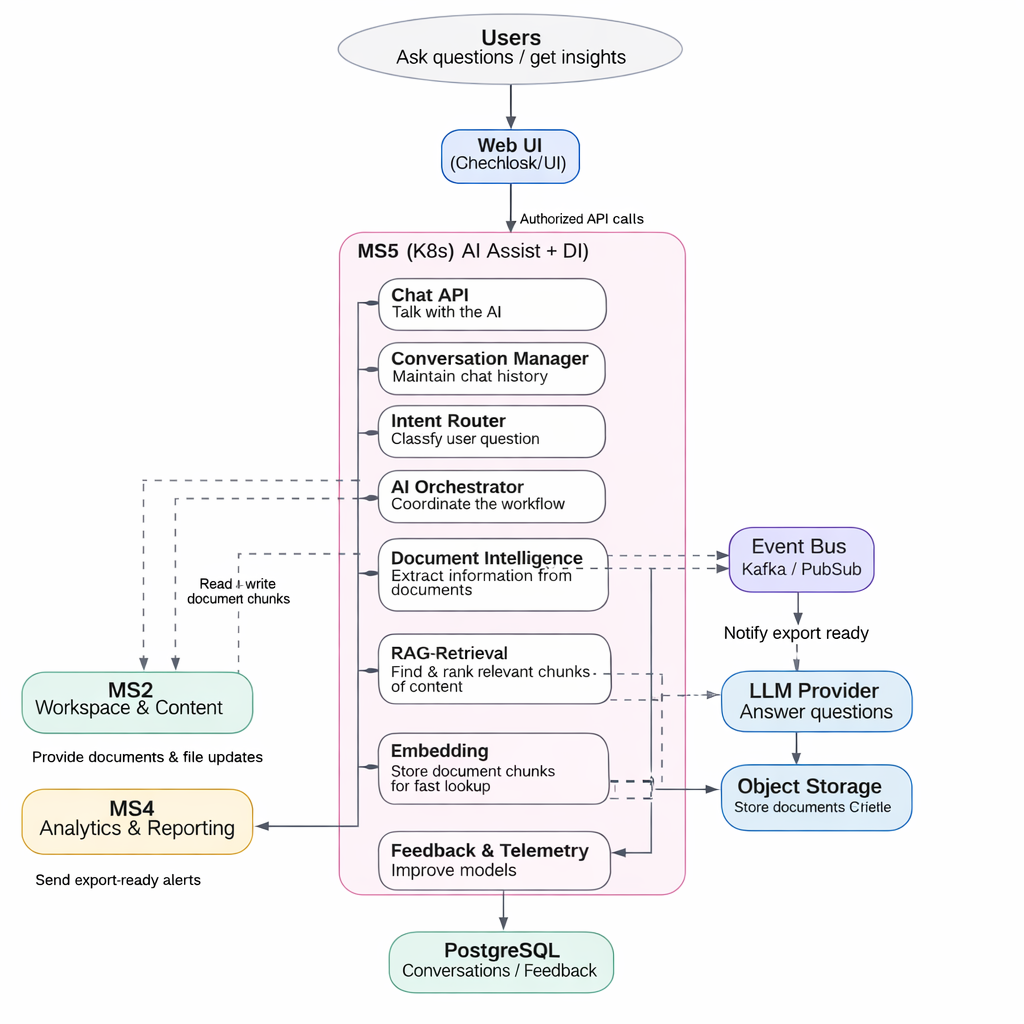 Users
Ask questions / get insights
Web UI
(Chechlosk/UI)
Authorized API calls
MS5 (K8s) AI Assist + DI)
Chat API
Talk with the AI
Conversation Manager
Maintain chat history
Intent Router
Classfy user question
AI Orchestrator
Coordinate the workflow
Document Intelligence
Extract information from
documents
Event Bus
Kafka / PubSub
Read + write
document chunks
Notify export ready
RAG-Retrieval
Find & rank relevant chunks
of content
MS2
Workspace & Content
LLM Provider
Answer questions
Provide documents & file updates
Embedding
Store document chunks
for fast lookup
Object Storage
Store documents
MS4
Analytics & Reporting
Feedback & Telemetry
Improve models
Send export-ready alerts
PostgreSQL
Conversations / Feedback